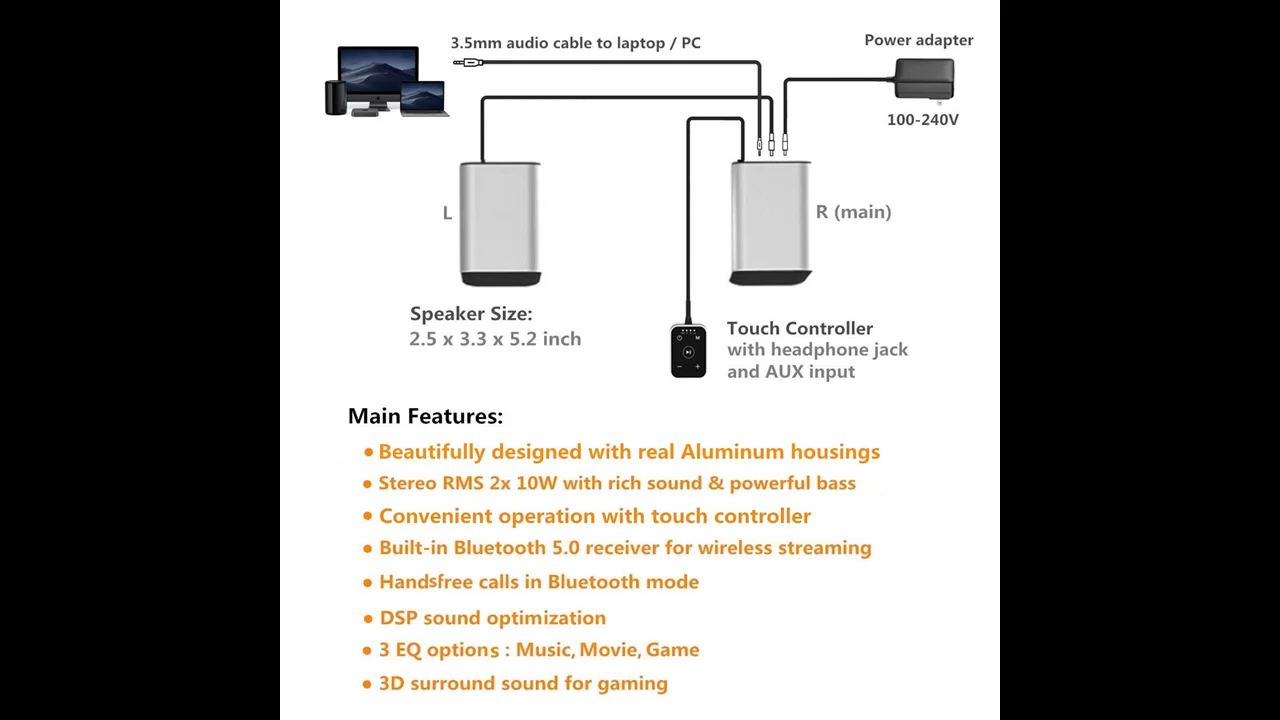 3.5mm audio cable to laptop / PC
Power adapter
100-240V
L
R (main)
Speaker Size:
2.5 x 3.3 x 5.2 inch
M
Touch Controller
with headphone jack
and AUX input
Main Features:
• Beautifully designed with real Aluminum housings
• Stereo RMS 2x 10W with rich sound & powerful bass
• Convenient operation with touch controller
• Built-in Bluetooth 5.0 receiver for wireless streaming
• Handsfree calls in Bluetooth mode
• DSP sound optimization
• 3 EQ options : Music, Movie, Game
• 3D surround sound for gaming